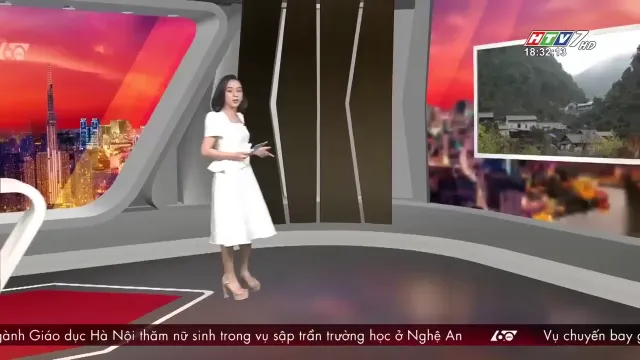 HTV7 HD
18:32:13
ngành Giáo dục Hà Nội thăm nữ sinh trong vụ sập trần trường học ở Nghệ An 60 Vụ chuyến bay g